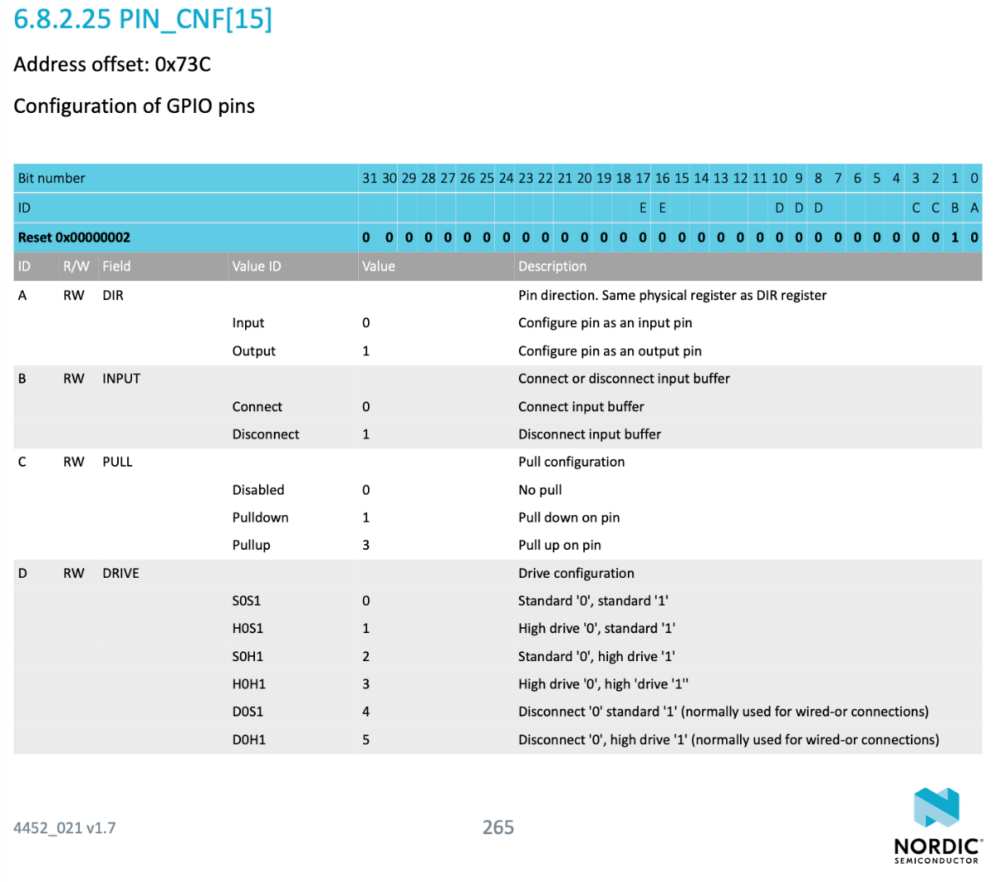 6.8.2.25 PIN_CNF[15]
Address offset: 0x73C
Configuration of GPIO pins
Bit number 31 30 29 28 27 26 25 24 23 22 21 20 19 18 17 16 15 14 13 12 11 10 9 8 7 6 5 4 3 2 1 0
ID E E D D D C C B A
Reset 0x00000002 0 0 0 0 0 0 0 0 0 0 0 0 0 0 0 0 0 0 0 0 0 0 0 0 0 0 0 0 0 0 1 0
ID R/W Field Value ID Value Description
A RW DIR Pin direction. Same physical register as DIR register
Input 0 Configure pin as an input pin
Output 1 Configure pin as an output pin
B RW INPUT Connect or disconnect input buffer
Connect 0 Connect input buffer
Disconnect 1 Disconnect input buffer
C RW PULL Pull configuration
Disabled 0 No pull
Pulldown 1 Pull down on pin
Pullup 3 Pull up on pin
D RW DRIVE Drive configuration
S0S1 0 Standard '0', standard '1'
H0S1 1 High drive '0', standard '1'
S0H1 2 Standard '0', high drive '1'
H0H1 3 High drive '0', high 'drive '1''
D0S1 4 Disconnect '0' standard '1' (normally used for wired-or connections)
D0H1 5 Disconnect '0', high drive '1' (normally used for wired-or connections)
4452_021 v1.7 265
NORDIC®
SEMICONDUCTOR